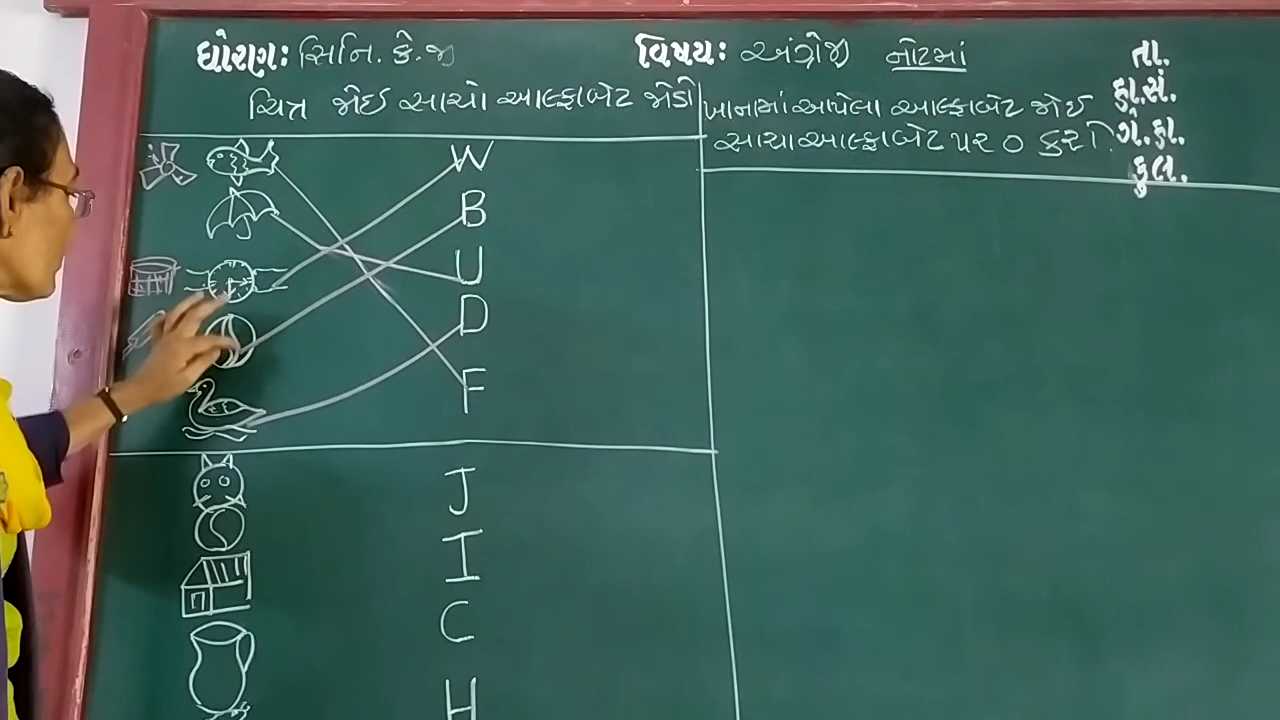 ધોરણઃ સિનિ. કે.જી
વિષયઃ અંગ્રેજી નોટમાં
તા.
હા.સં.
ગે.હા.
કુલ.
ચિત્ર જોઈ સાચો આલ્ફાબેટ જોડો
ખાનામાં આપેલા આલ્ફાબેટ જોઈ
સાચા આલ્ફાબેટ પર ૦ કરો.
W
B
U
D
F
J
I
C
H